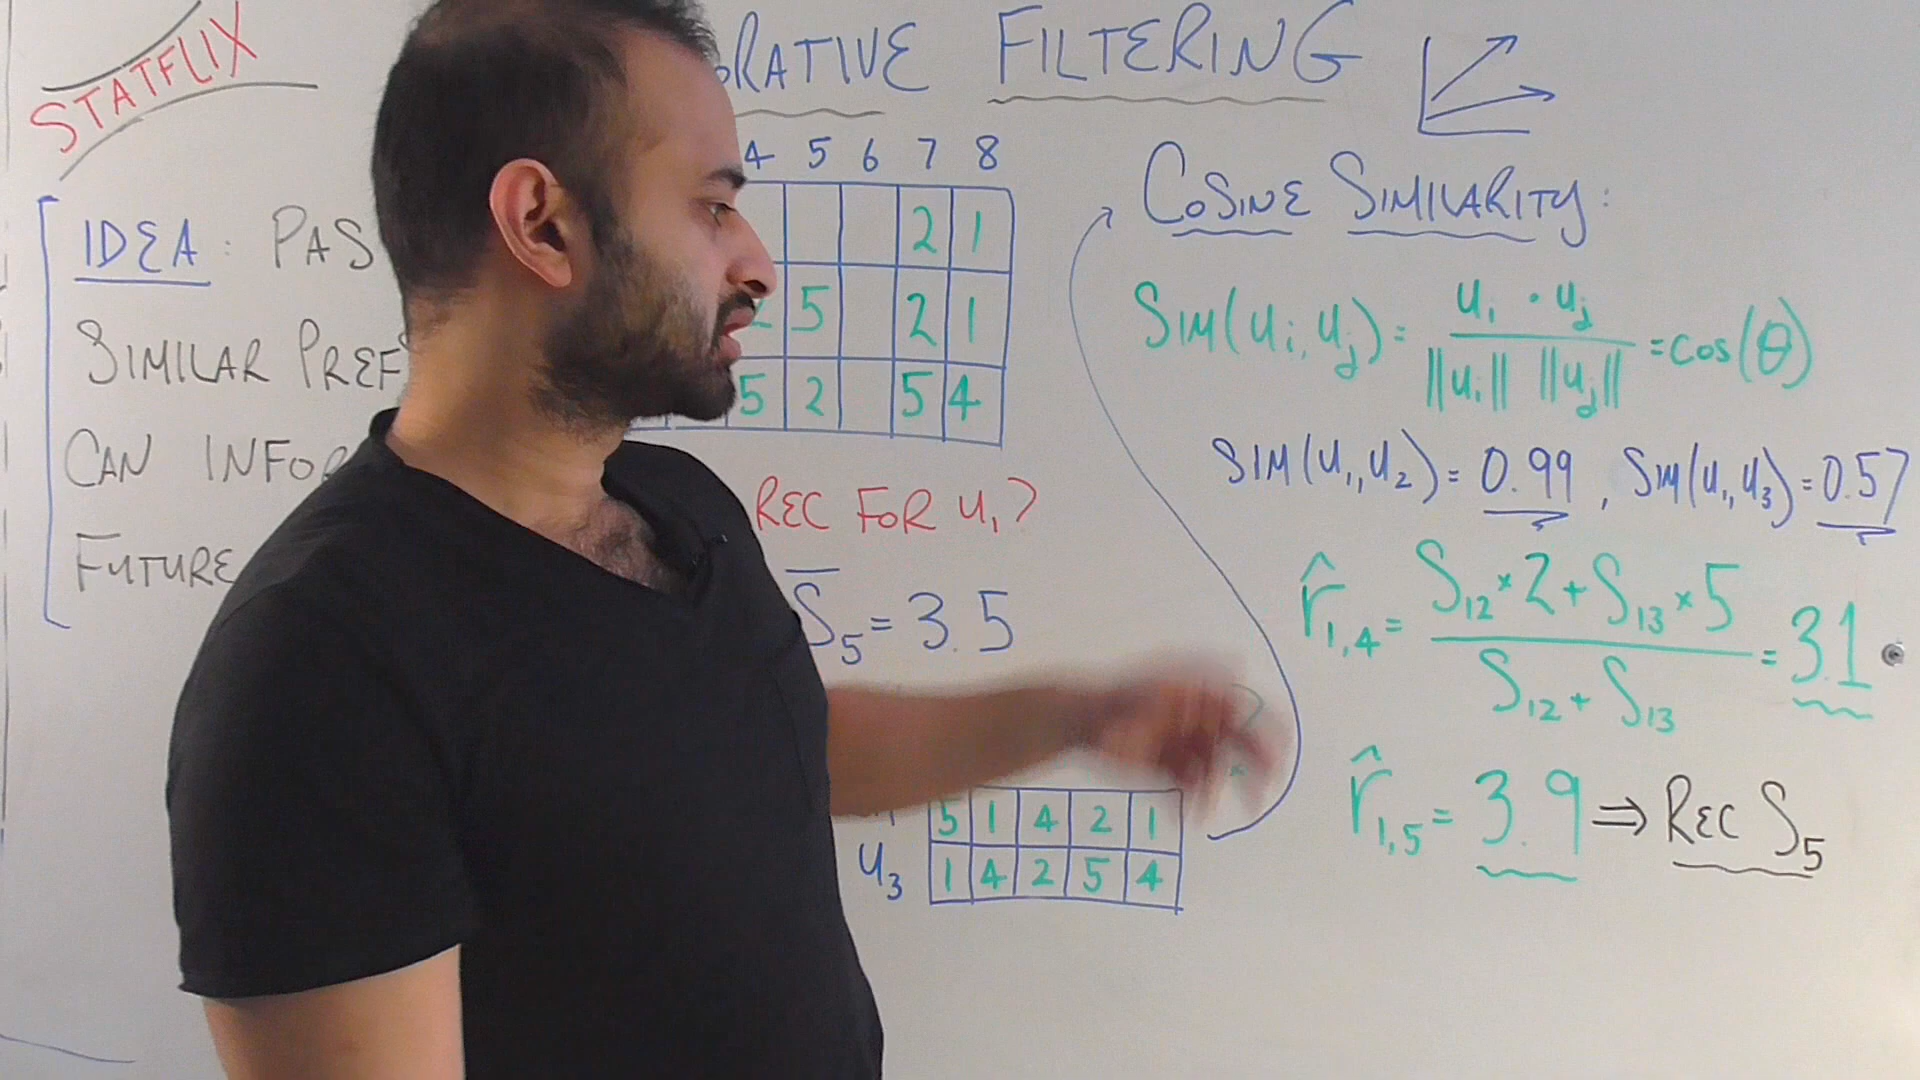 STATFLIX
RATIVE FILTERING
4 5 6 7 8
2 1
5 2 1
5 2 5 4
IDEA: PAS
SIMILAR PREF
CAN INFO
FUTURE
REC FOR U₁?
S̅₅ = 3.5
5 1 4 2 1
U₃ 1 4 2 5 4
COSINE SIMILARITY:
SIM(uᵢ, uⱼ) = uᵢ · uⱼ / ||uᵢ|| ||uⱼ|| = cos(θ)
SIM(U₁, U₂) = 0.99, SIM(U₁, U₃) = 0.57
r̂₁,₄ = S₁₂ × 2 + S₁₃ × 5 / S₁₂ + S₁₃ = 3.1
r̂₁,₅ = 3.9 ⇒ REC S₅